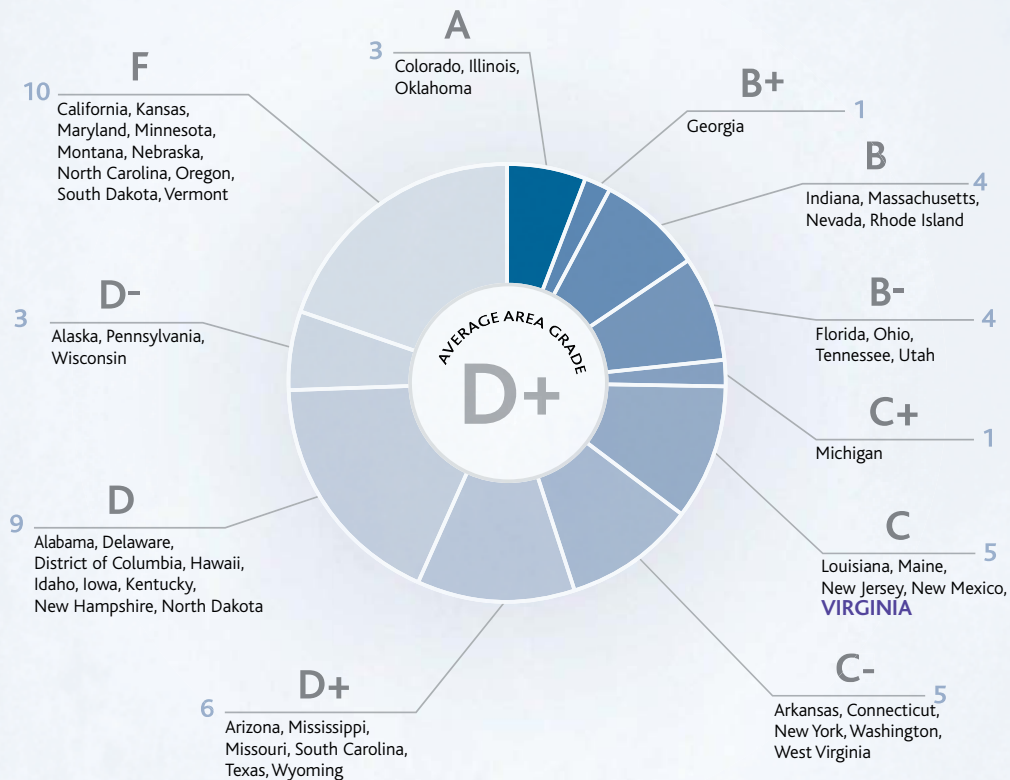 A
3
Colorado, Illinois,
Oklahoma
B+
1
Georgia
B
4
Indiana, Massachusetts,
Nevada, Rhode Island
B-
4
Florida, Ohio,
Tennessee, Utah
C+
1
Michigan
C
5
Louisiana, Maine,
New Jersey, New Mexico,
VIRGINIA
C-
5
Arkansas, Connecticut,
New York, Washington,
West Virginia
D+
6
Arizona, Mississippi,
Missouri, South Carolina,
Texas, Wyoming
D
9
Alabama, Delaware,
District of Columbia, Hawaii,
Idaho, Iowa, Kentucky,
New Hampshire, North Dakota
D-
3
Alaska, Pennsylvania,
Wisconsin
F
10
California, Kansas,
Maryland, Minnesota,
Montana, Nebraska,
North Carolina, Oregon,
South Dakota, Vermont
AVERAGE AREA GRADE
D+